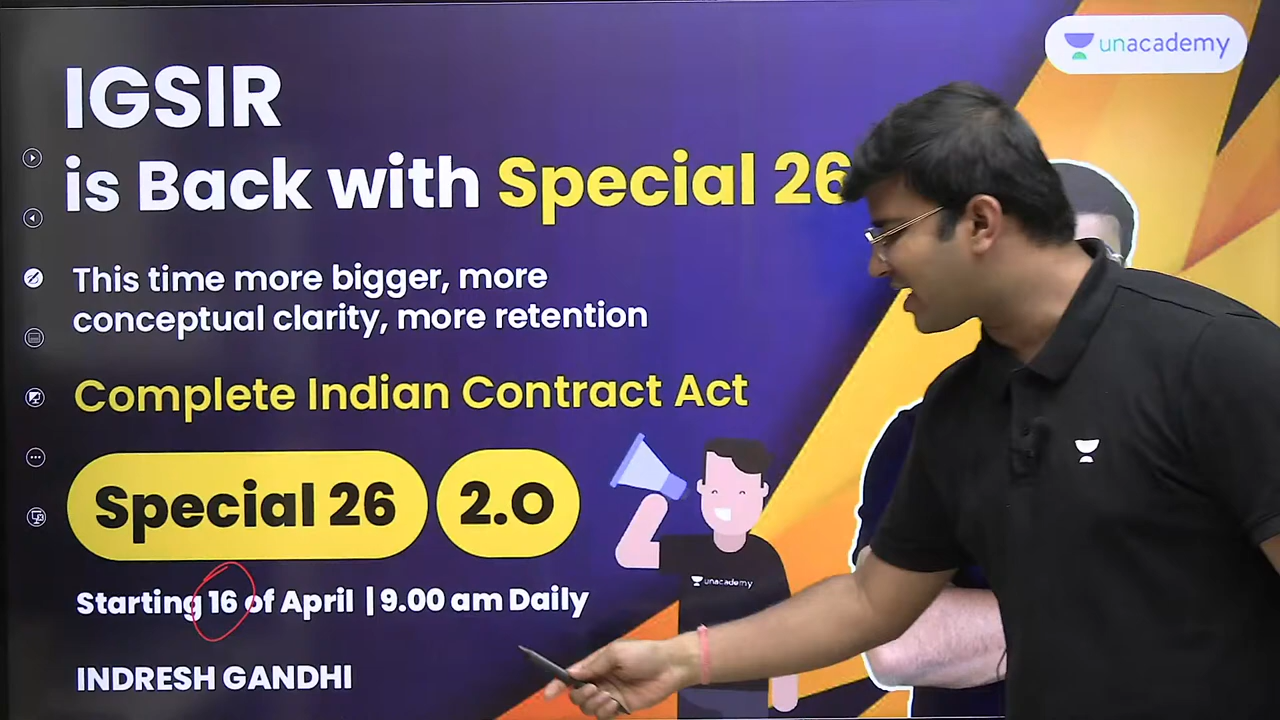 unacademy
IGSIR
is Back with Special 26
This time more bigger, more
conceptual clarity, more retention
Complete Indian Contract Act
Special 26 2.0
unacademy
Starting 16 of April | 9.00 am Daily
INDRESH GANDHI